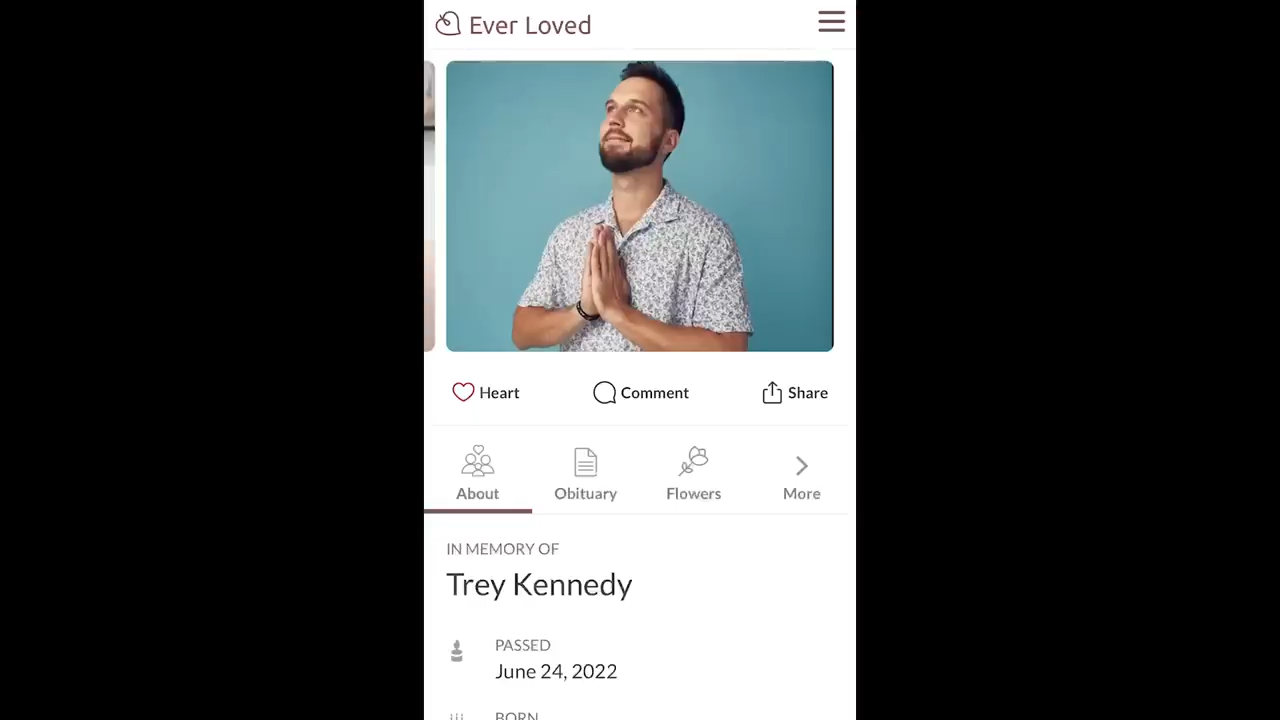 Ever Loved
Heart
Comment
Share
About
Obituary
Flowers
More
IN MEMORY OF
Trey Kennedy
PASSED
June 24, 2022
BORN